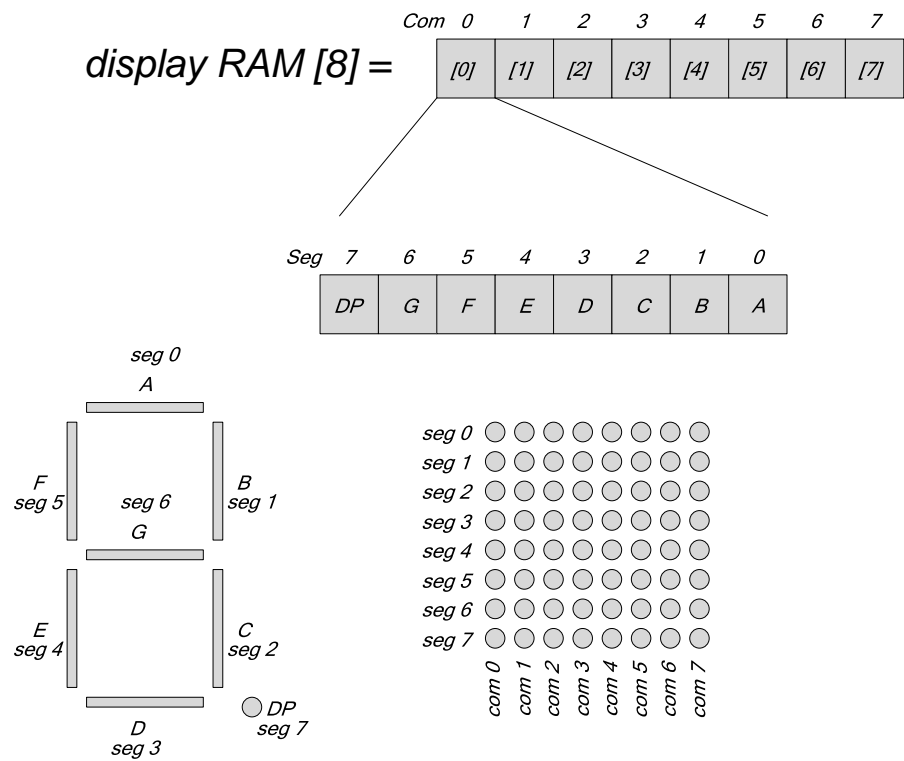 Com 0 1 2 3 4 5 6 7
display RAM [8] = [0] [1] [2] [3] [4] [5] [6] [7]
Seg 7 6 5 4 3 2 1 0
DP G F E D C B A
seg 0
A
F
seg 5
seg 6
G
B
seg 1
E
seg 4
C
seg 2
D
seg 3
DP
seg 7
seg 0
seg 1
seg 2
seg 3
seg 4
seg 5
seg 6
seg 7
com 0
com 1
com 2
com 3
com 4
com 5
com 6
com 7